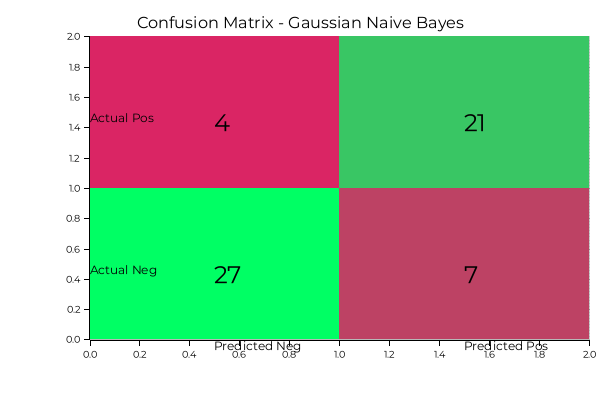 Confusion Matrix - Gaussian Naive Bayes
2.0
1.8
1.6
Actual Pos
4
21
1.4
1.2
1.0
0.8
0.6
Actual Neg
27
7
0.4
0.2
0.0
Predicted Neg
Predicted Pos
0.0 0.2 0.4 0.6 0.8 1.0 1.2 1.4 1.6 1.8 2.0